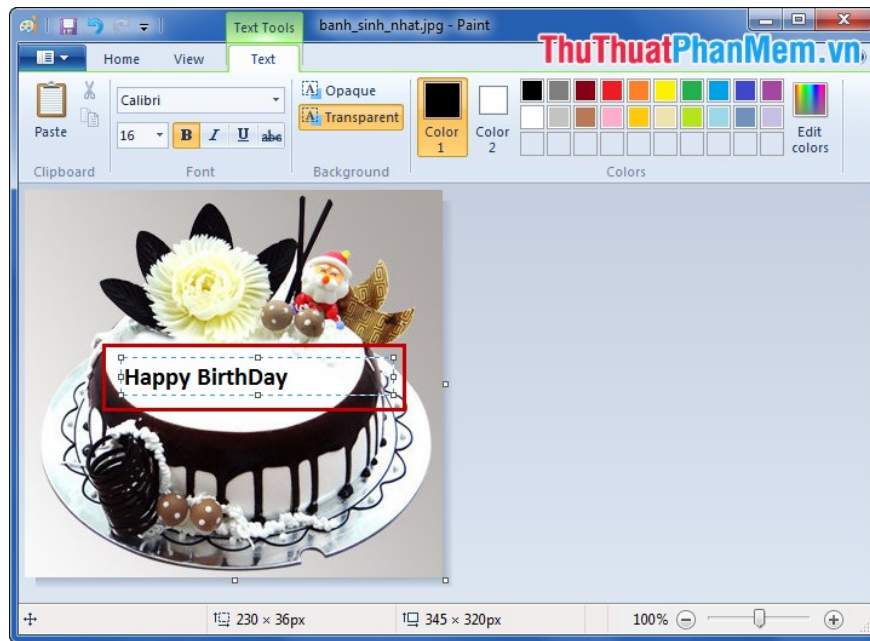 Text Tools
banh_sinh_nhat.jpg - Paint
ThuThuatPhanMem.vn
Home View Text
Paste
Clipboard
Calibri
16 B I U abc
Font
A Opaque
A Transparent
Background
Color 1
Color 2
Edit colors
Colors
Happy BirthDay
230 × 36px
345 × 320px
100%